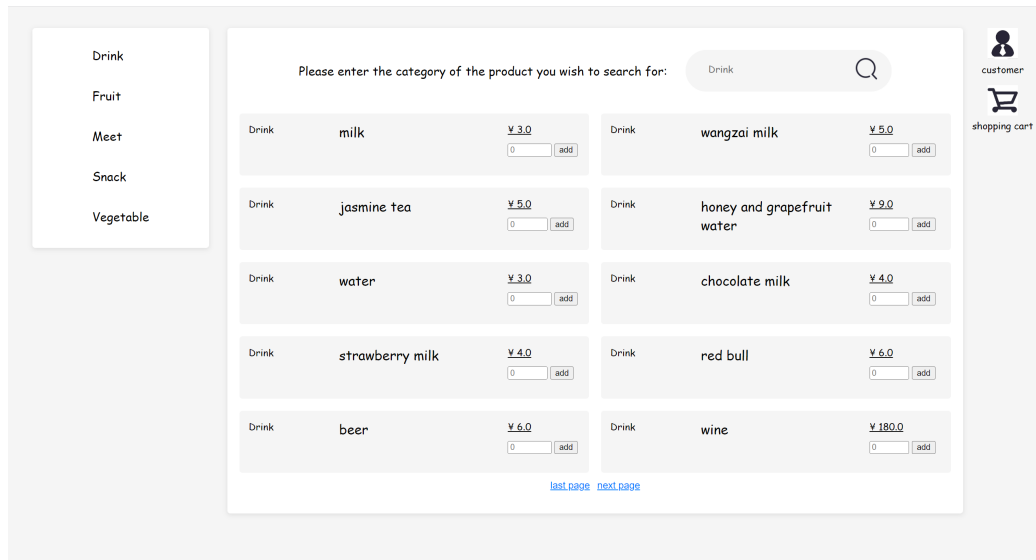 Drink
Fruit
Meet
Snack
Vegetable
Please enter the category of the product you wish to search for:
Drink
customer
shopping cart
Drink
milk
¥ 3.0
0
add
Drink
wangzai milk
¥ 5.0
0
add
Drink
jasmine tea
¥ 5.0
0
add
Drink
honey and grapefruit
water
¥ 9.0
0
add
Drink
water
¥ 3.0
0
add
Drink
chocolate milk
¥ 4.0
0
add
Drink
strawberry milk
¥ 4.0
0
add
Drink
red bull
¥ 6.0
0
add
Drink
beer
¥ 6.0
0
add
Drink
wine
¥ 180.0
0
add
last page next page